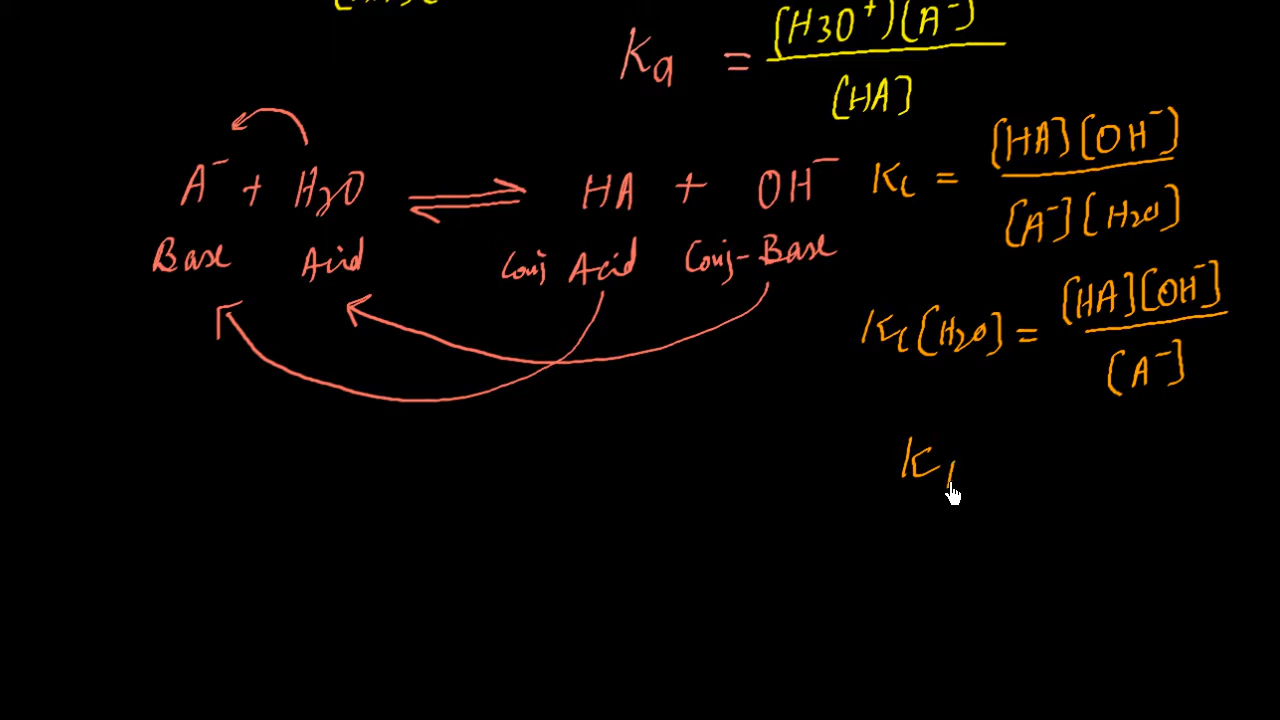 [H3O⁺)(A⁻)
Ka = [HA]
A⁻ + H2O ⇌ HA + OH⁻
Base Acid Conj Acid Conj-Base
Kc = [HA][OH⁻]
[A⁻][H2O]
Kc[H2O] = [HA][OH⁻]
[A⁻]
K